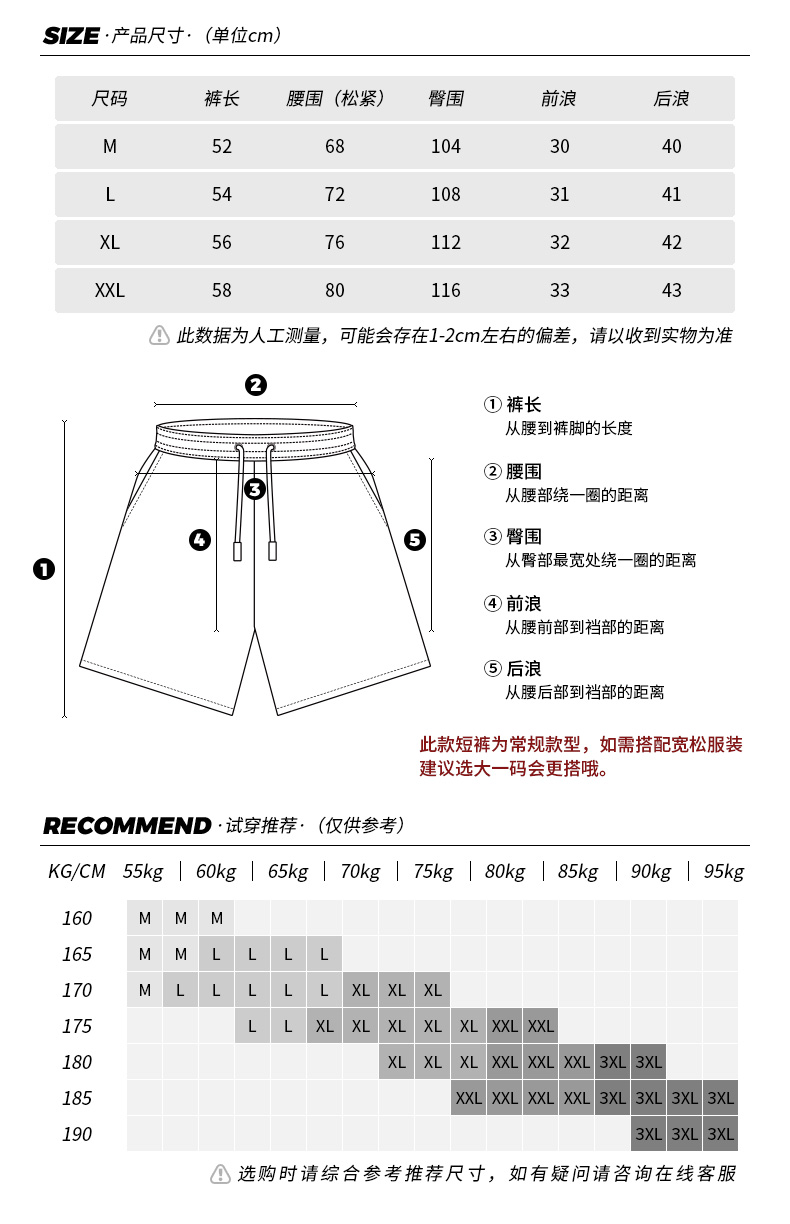 SIZE ·产品尺寸·（单位cm）
尺码 裤长 腰围（松紧） 臀围 前浪 后浪
M 52 68 104 30 40
L 54 72 108 31 41
XL 56 76 112 32 42
XXL 58 80 116 33 43
此数据为人工测量，可能会存在1-2cm左右的偏差，请以收到实物为准
2
3
4
5
1
① 裤长
从腰到裤脚的长度
② 腰围
从腰部绕一圈的距离
③ 臀围
从臀部最宽处绕一圈的距离
④ 前浪
从腰前部到裆部的距离
⑤ 后浪
从腰后部到裆部的距离
此款短裤为常规款型，如需搭配宽松服装
建议选大一码会更搭哦。
RECOMMEND ·试穿推荐·（仅供参考）
KG/CM 55kg | 60kg | 65kg | 70kg | 75kg | 80kg | 85kg | 90kg | 95kg
160 M M M
165 M M L L L L
170 M L L L L L XL XL XL
175 L L XL XL XL XL XL XXL XXL
180 XL XL XL XXL XXL XXL 3XL 3XL
185 XXL XXL XXL XXL 3XL 3XL 3XL 3XL
190 3XL 3XL 3XL
选购时请综合参考推荐尺寸，如有疑问请咨询在线客服